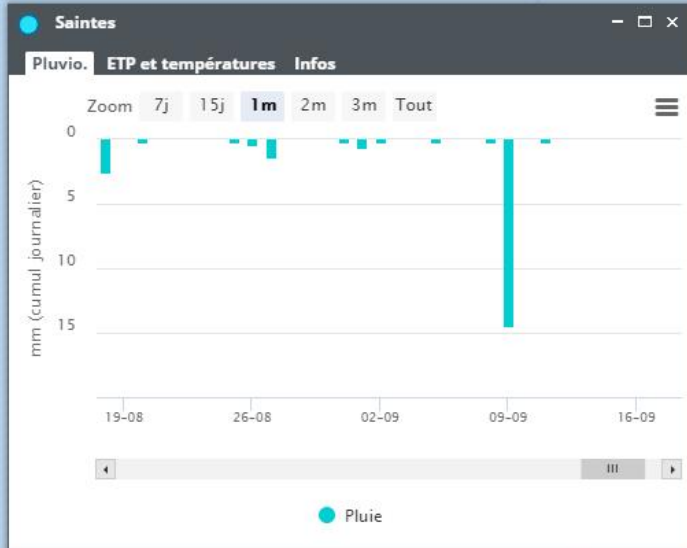 Saintes
Pluvio. ETP et températures Infos
Zoom 7j 15j 1m 2m 3m Tout
0
5
10
15
mm (cumul journalier)
19-08 26-08 02-09 09-09 16-09
Pluie